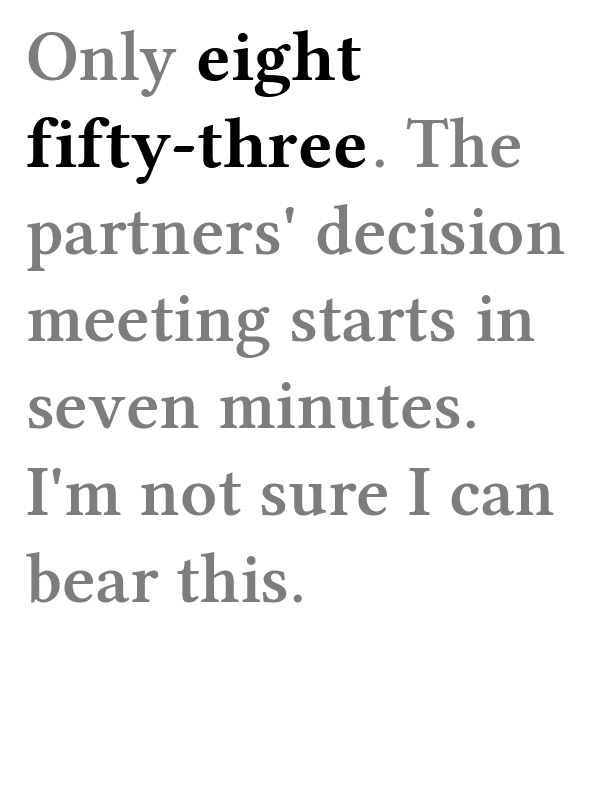 Only eight
fifty-three. The
partners' decision
meeting starts in
seven minutes.
I'm not sure I can
bear this.